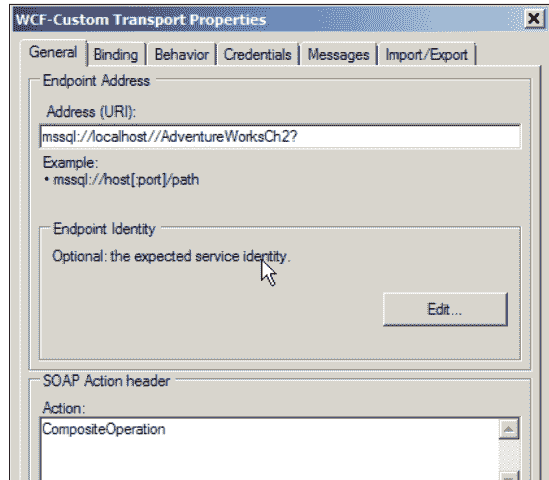 WCF-Custom Transport Properties
General Binding Behavior Credentials Messages Import/Export
Endpoint Address
Address (URI):
mssql://localhost//AdventureWorksCh2?
Example:
• mssql://host[:port]/path
Endpoint Identity
Optional: the expected service identity.
Edit...
SOAP Action header
Action:
CompositeOperation